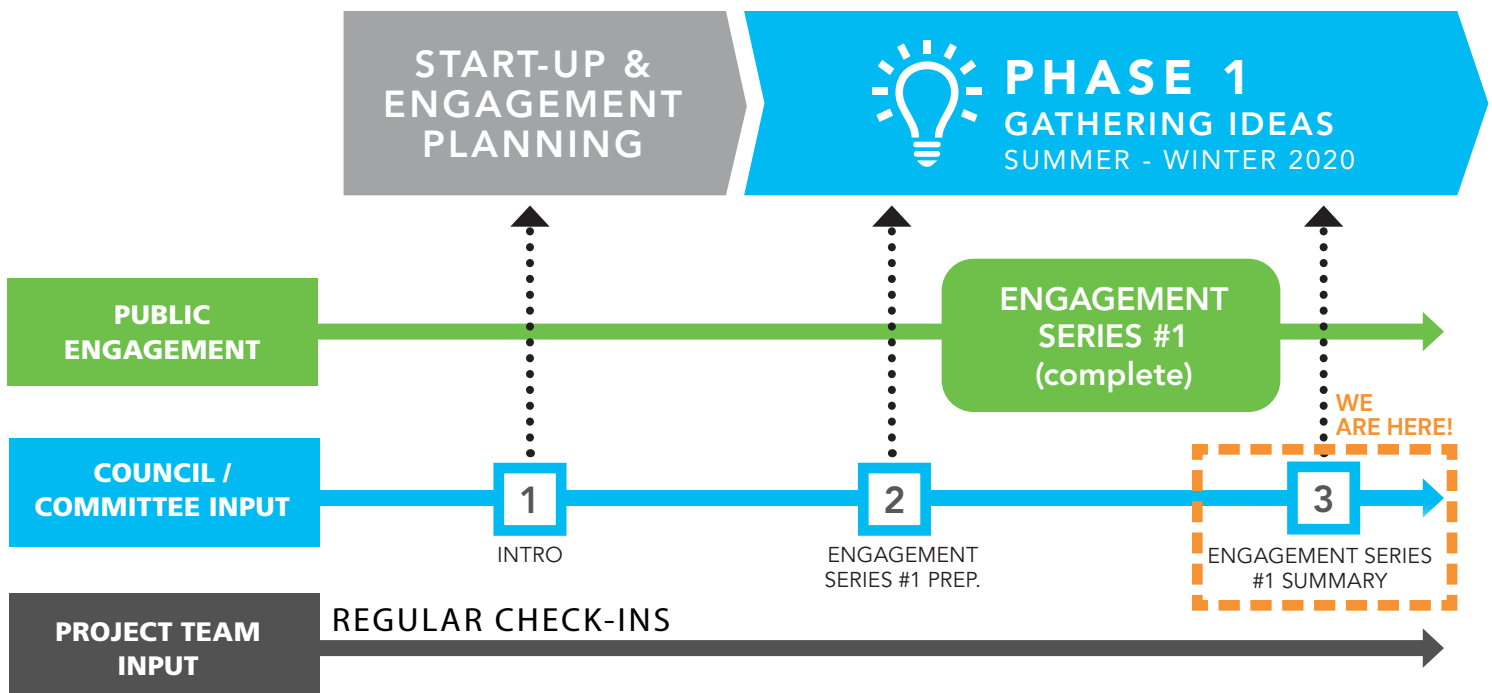 START-UP &
ENGAGEMENT
PLANNING
PHASE 1
GATHERING IDEAS
SUMMER - WINTER 2020
PUBLIC
ENGAGEMENT
ENGAGEMENT
SERIES #1
(complete)
WE
ARE HERE!
COUNCIL /
COMMITTEE INPUT
1
INTRO
2
ENGAGEMENT
SERIES #1 PREP.
3
ENGAGEMENT SERIES
#1 SUMMARY
PROJECT TEAM
INPUT
REGULAR CHECK-INS